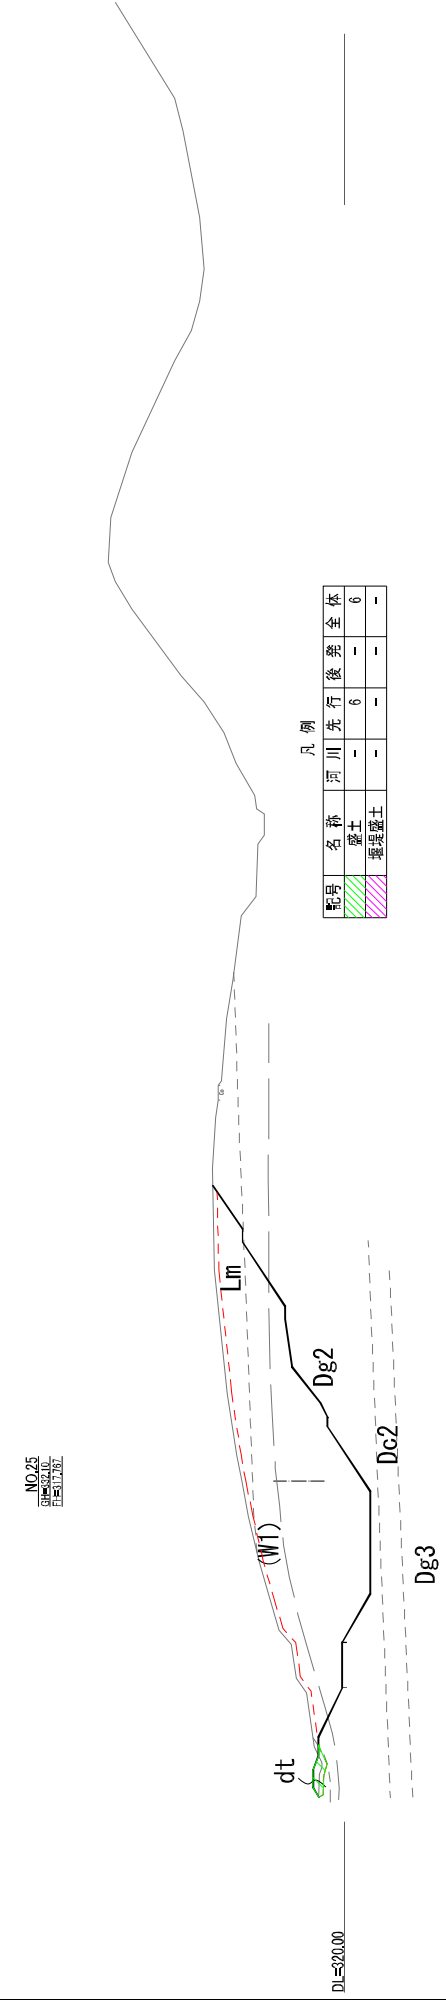 NO.25
GH=332.10
FH=317.767
凡 例
記号 名 称 河 川 先 行 後 発 全 体
盛土 - 6 - 6
堰堤盛土 - - - -
Lm
Dg2
(W1)
Dc2
Dg3
dt
DL=320.00